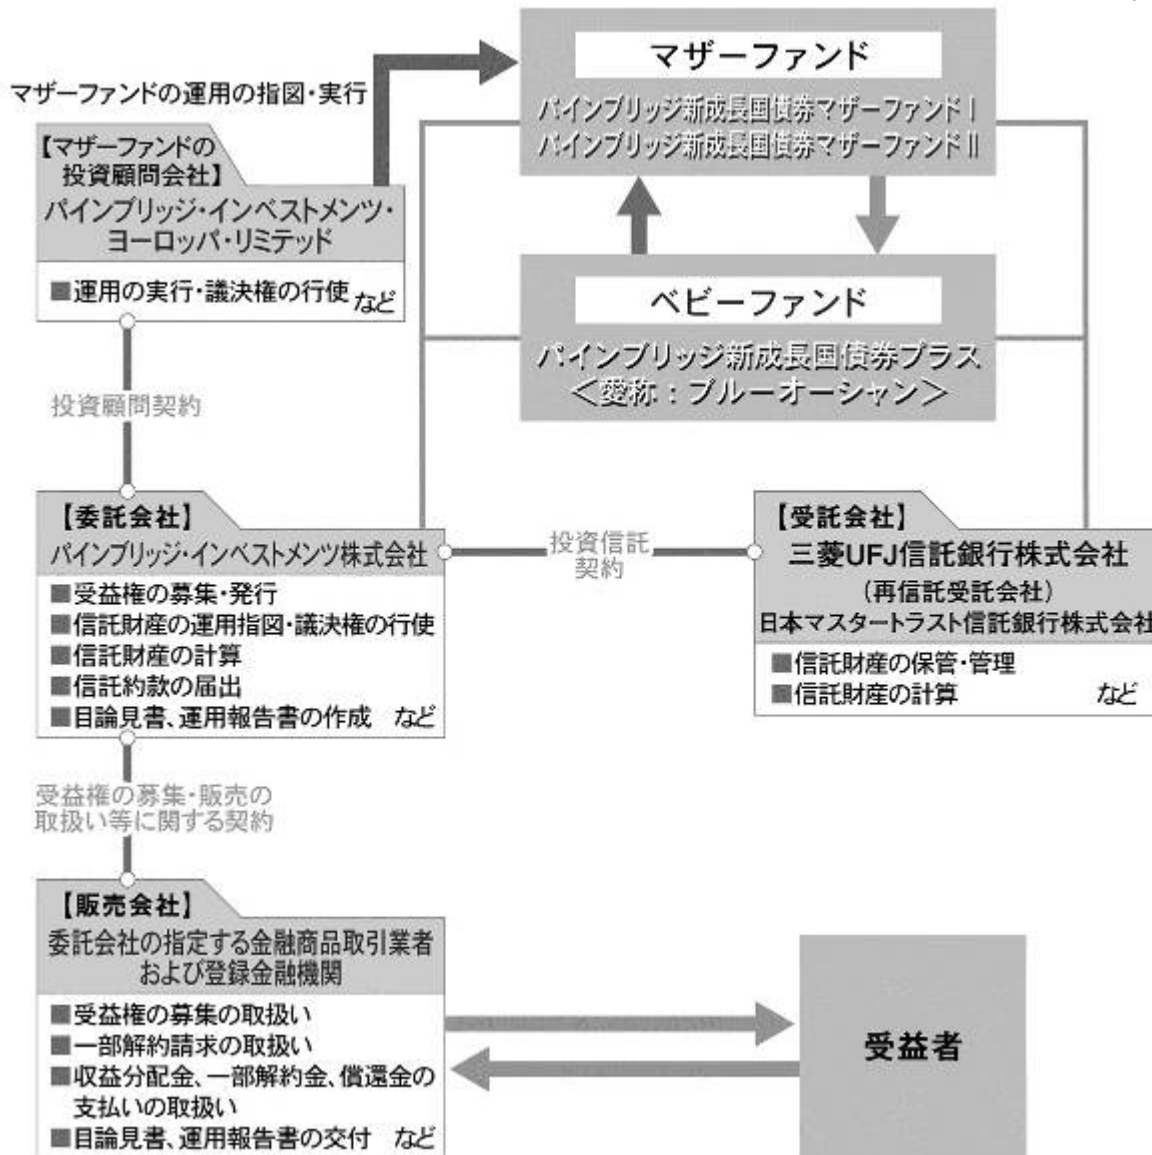 マザーファンド
パインブリッジ新成長国債券マザーファンドⅠ
パインブリッジ新成長国債券マザーファンドⅡ
マザーファンドの運用の指図・実行
【マザーファンドの
投資顧問会社】
パインブリッジ・インベストメンツ・
ヨーロッパ・リミテッド
■運用の実行・議決権の行使 など
ベビーファンド
パインブリッジ新成長国債券プラス
＜愛称：ブルーオーシャン＞
投資顧問契約
【委託会社】
パインブリッジ・インベストメンツ株式会社
■受益権の募集・発行
■信託財産の運用指図・議決権の行使
■信託財産の計算
■信託約款の届出
■目論見書、運用報告書の作成 など
投資信託
契約
【受託会社】
三菱UFJ信託銀行株式会社
（再信託受託会社）
日本マスタートラスト信託銀行株式会社
■信託財産の保管・管理
■信託財産の計算 など
受益権の募集・販売の
取扱い等に関する契約
【販売会社】
委託会社の指定する金融商品取引業者
および登録金融機関
■受益権の募集の取扱い
■一部解約請求の取扱い
■収益分配金、一部解約金、償還金の
支払いの取扱い
■目論見書、運用報告書の交付 など
受益者